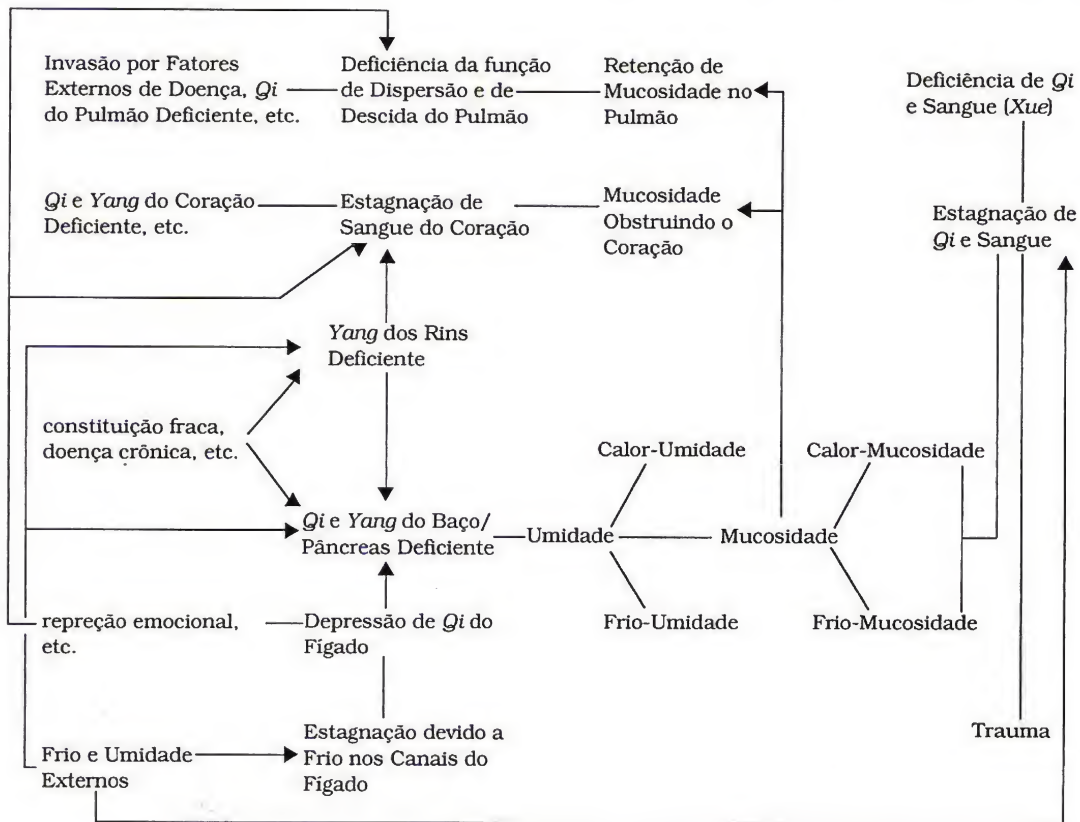 Invasão por Fatores
Externos de Doença, Qi
do Pulmão Deficiente, etc.
Deficiência da função
de Dispersão e de
Descida do Pulmão
Retenção de
Mucosidade no
Pulmão
Deficiência de Qi
e Sangue (Xue)
Qi e Yang do Coração
Deficiente, etc.
Estagnação de
Sangue do Coração
Mucosidade
Obstruindo o
Coração
Estagnação de
Qi e Sangue
Yang dos Rins
Deficiente
constituição fraca,
doença crônica, etc.
Calor-Umidade
Calor-Mucosidade
Qi e Yang do Baço/
Pâncreas Deficiente
Umidade
Mucosidade
Frio-Umidade
Frio-Mucosidade
repreção emocional,
etc.
Depressão de Qi do
Fígado
Frio e Umidade
Externos
Estagnação devido a
Frio nos Canais do
Fígado
Trauma